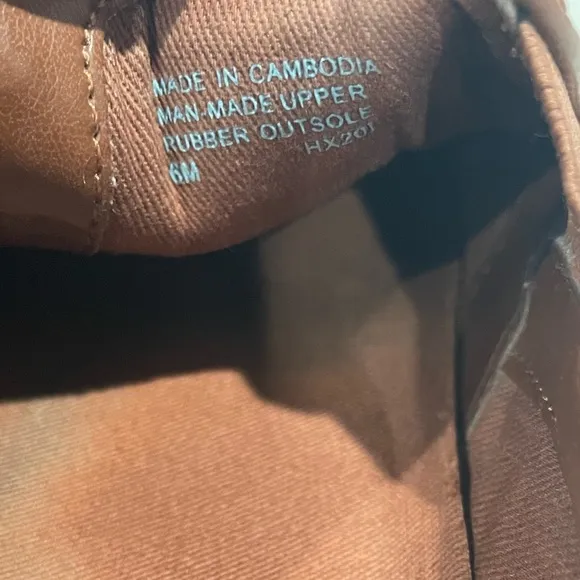 MADE IN CAMBODIA
MAN-MADE UPPER
RUBBER OUTSOLE
HX201
6M